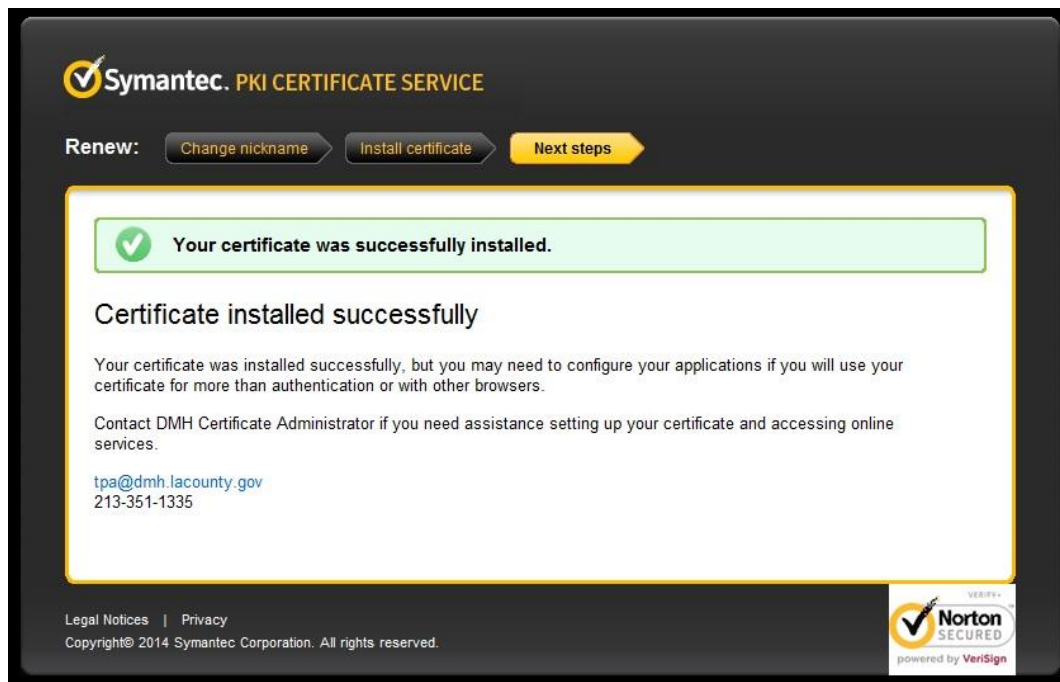 Symantec. PKI CERTIFICATE SERVICE
Renew: Change nickname Install certificate Next steps
Your certificate was successfully installed.
Certificate installed successfully
Your certificate was installed successfully, but you may need to configure your applications if you will use your
certificate for more than authentication or with other browsers.
Contact DMH Certificate Administrator if you need assistance setting up your certificate and accessing online
services.
tpa@dmh.lacounty.gov
213-351-1335
Legal Notices | Privacy
Copyright© 2014 Symantec Corporation. All rights reserved.
VERIFY+
Norton
SECURED
powered by VeriSign